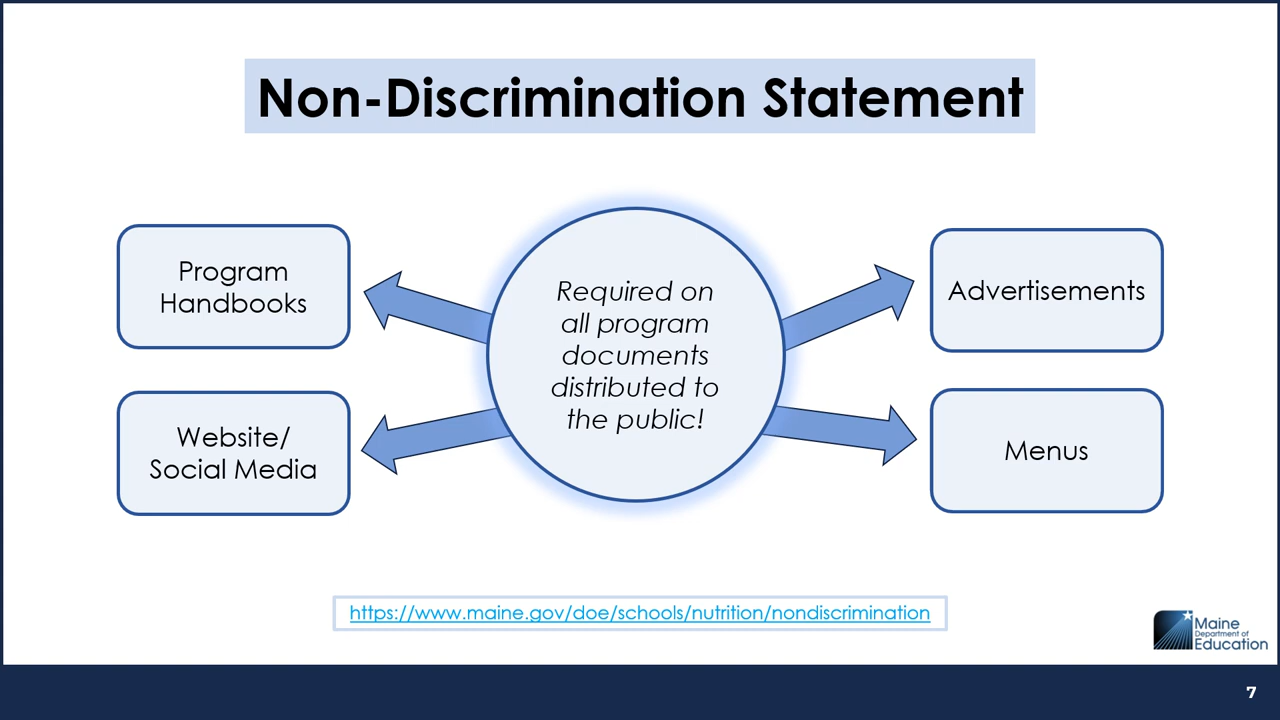 Non-Discrimination Statement
Program
Handbooks
Website/
Social Media
Required on
all program
documents
distributed to
the public!
Advertisements
Menus
https://www.maine.gov/doe/schools/nutrition/nondiscrimination
Maine
Department of
Education
7